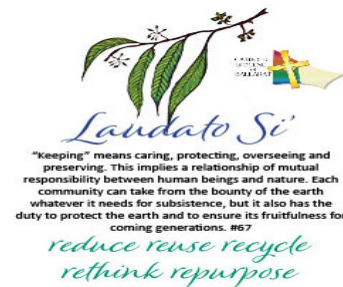 CATHOLIC
DIOCESE
BALLARAT
Laudato Si'
"Keeping" means caring, protecting, overseeing and
preserving. This implies a relationship of mutual
responsibility between human beings and nature. Each
community can take from the bounty of the earth
whatever it needs for subsistence, but it also has the
duty to protect the earth and to ensure its fruitfulness for
coming generations. #67
reduce reuse recycle
rethink repurpose